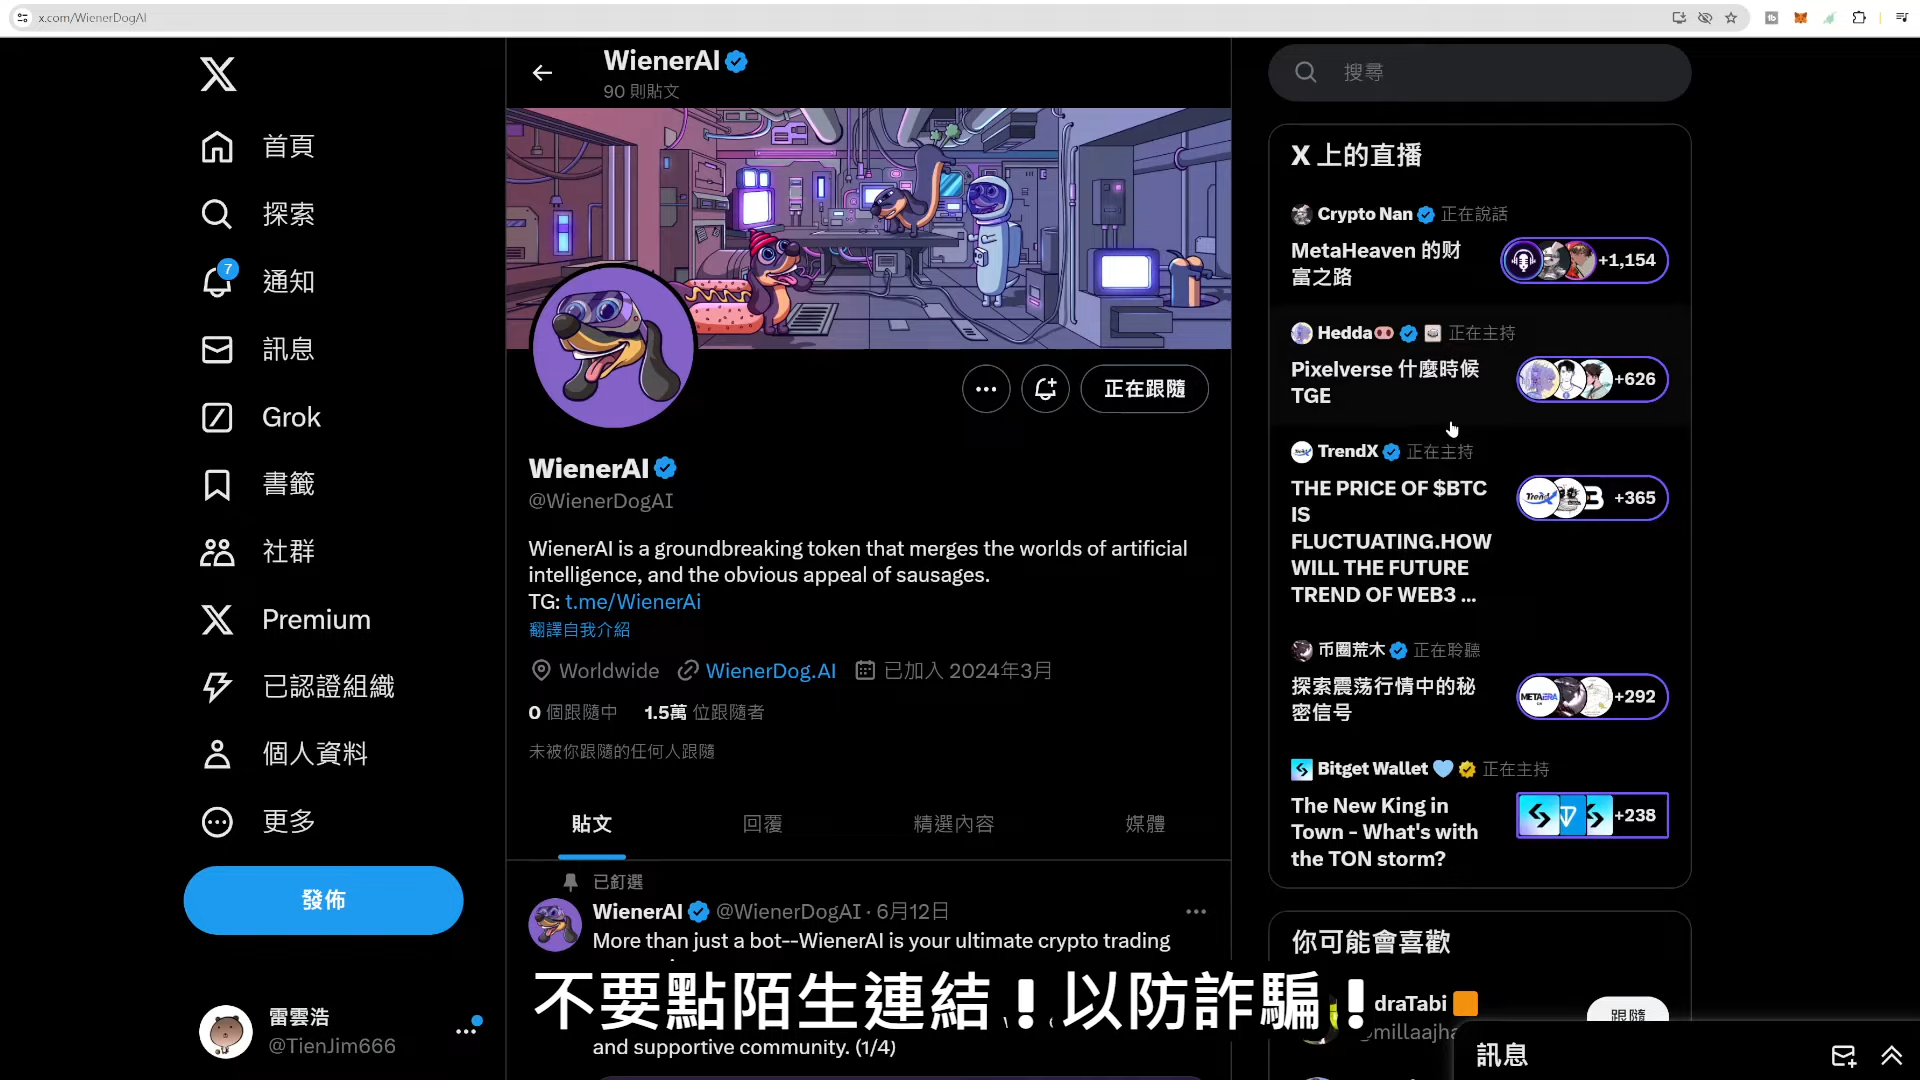 x.com/WienerDogAI
首頁
探索
7
通知
訊息
Grok
書籤
社群
Premium
已認證組織
個人資料
更多
發佈
雷雲浩
@TienJim666
WienerAI
90 則貼文
正在跟隨
WienerAI
@WienerDogAI
WienerAI is a groundbreaking token that merges the worlds of artificial
intelligence, and the obvious appeal of sausages.
TG: t.me/WienerAi
翻譯自我介紹
Worldwide WienerDog.AI 已加入 2024年3月
0 個跟隨中 1.5萬 位跟隨者
未被你跟隨的任何人跟隨
貼文 回覆 精選內容 媒體
已釘選
WienerAI @WienerDogAI · 6月12日
More than just a bot--WienerAI is your ultimate crypto trading
不要點陌生連結！以防詐騙！
and supportive community. (1/4)
搜尋
X 上的直播
Crypto Nan 正在說話
MetaHeaven 的财
富之路
+1,154
Hedda 正在主持
Pixelverse 什麼時候
TGE
+626
TrendX 正在主持
THE PRICE OF $BTC
IS
FLUCTUATING.HOW
WILL THE FUTURE
TREND OF WEB3 ...
+365
币圈荒木 正在聆聽
探索震荡行情中的秘
密信号
METAERA
+292
Bitget Wallet 正在主持
The New King in
Town - What's with
the TON storm?
+238
你可能會喜歡
draTabi
millaajha
跟隨
訊息